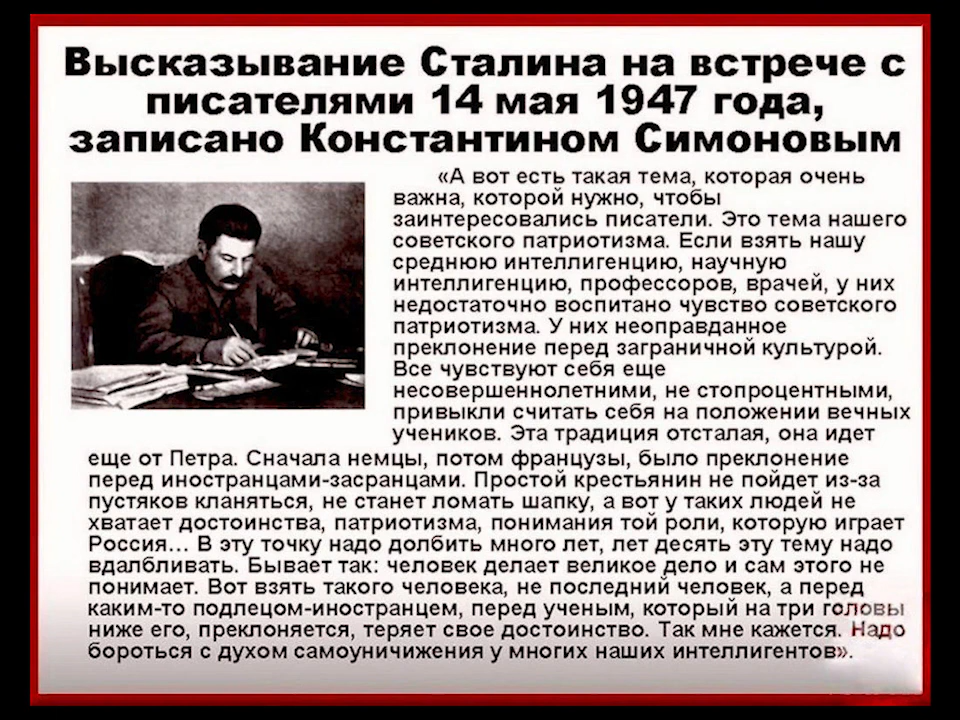 Высказывание Сталина на встрече с
писателями 14 мая 1947 года,
записано Константином Симоновым
«А вот есть такая тема, которая очень
важна, которой нужно, чтобы
заинтересовались писатели. Это тема нашего
советского патриотизма. Если взять нашу
среднюю интеллигенцию, научную
интеллигенцию, профессоров, врачей, у них
недостаточно воспитано чувство советского
патриотизма. У них неоправданное
преклонение перед заграничной культурой.
Все чувствуют себя еще
несовершеннолетними, не стопроцентными,
привыкли считать себя на положении вечных
учеников. Эта традиция отсталая, она идет
еще от Петра. Сначала немцы, потом французы, было преклонение
перед иностранцами-засранцами. Простой крестьянин не пойдет из-за
пустяков кланяться, не станет ломать шапку, а вот у таких людей не
хватает достоинства, патриотизма, понимания той роли, которую играет
Россия... В эту точку надо долбить много лет, лет десять эту тему надо
вдалбливать. Бывает так: человек делает великое дело и сам этого не
понимает. Вот взять такого человека, не последний человек, а перед
каким-то подлецом-иностранцем, перед ученым, который на три головы
ниже его, преклоняется, теряет свое достоинство. Так мне кажется. Надо
бороться с духом самоуничижения у многих наших интеллигентов».